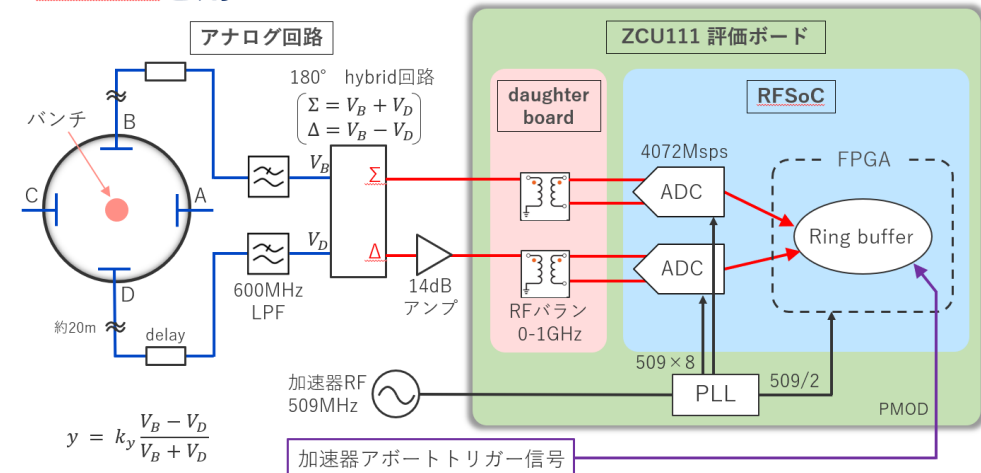 アナログ回路
ZCU111 評価ボード
180° hybrid回路
Σ = V_B + V_D
Δ = V_B − V_D
daughter
board
RFSoC
バンチ
B
C
A
D
V_B
V_D
Σ
Δ
4072Msps
ADC
ADC
FPGA
Ring buffer
600MHz
LPF
14dB
アンプ
RFバラン
0-1GHz
約20m
delay
509×8
509/2
PLL
PMOD
加速器RF
509MHz
y = k_y (V_B − V_D)/(V_B + V_D)
加速器アボートトリガー信号